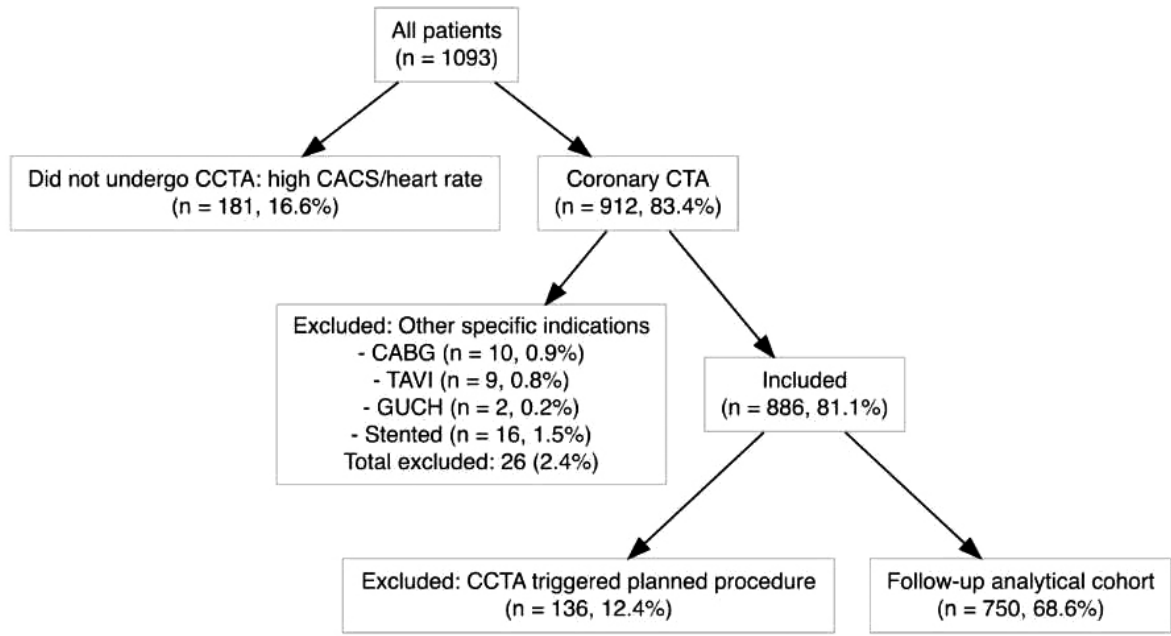 All patients
(n = 1093)
Did not undergo CCTA: high CACS/heart rate
(n = 181, 16.6%)
Coronary CTA
(n = 912, 83.4%)
Excluded: Other specific indications
- CABG (n = 10, 0.9%)
- TAVI (n = 9, 0.8%)
- GUCH (n = 2, 0.2%)
- Stented (n = 16, 1.5%)
Total excluded: 26 (2.4%)
Included
(n = 886, 81.1%)
Excluded: CCTA triggered planned procedure
(n = 136, 12.4%)
Follow-up analytical cohort
(n = 750, 68.6%)